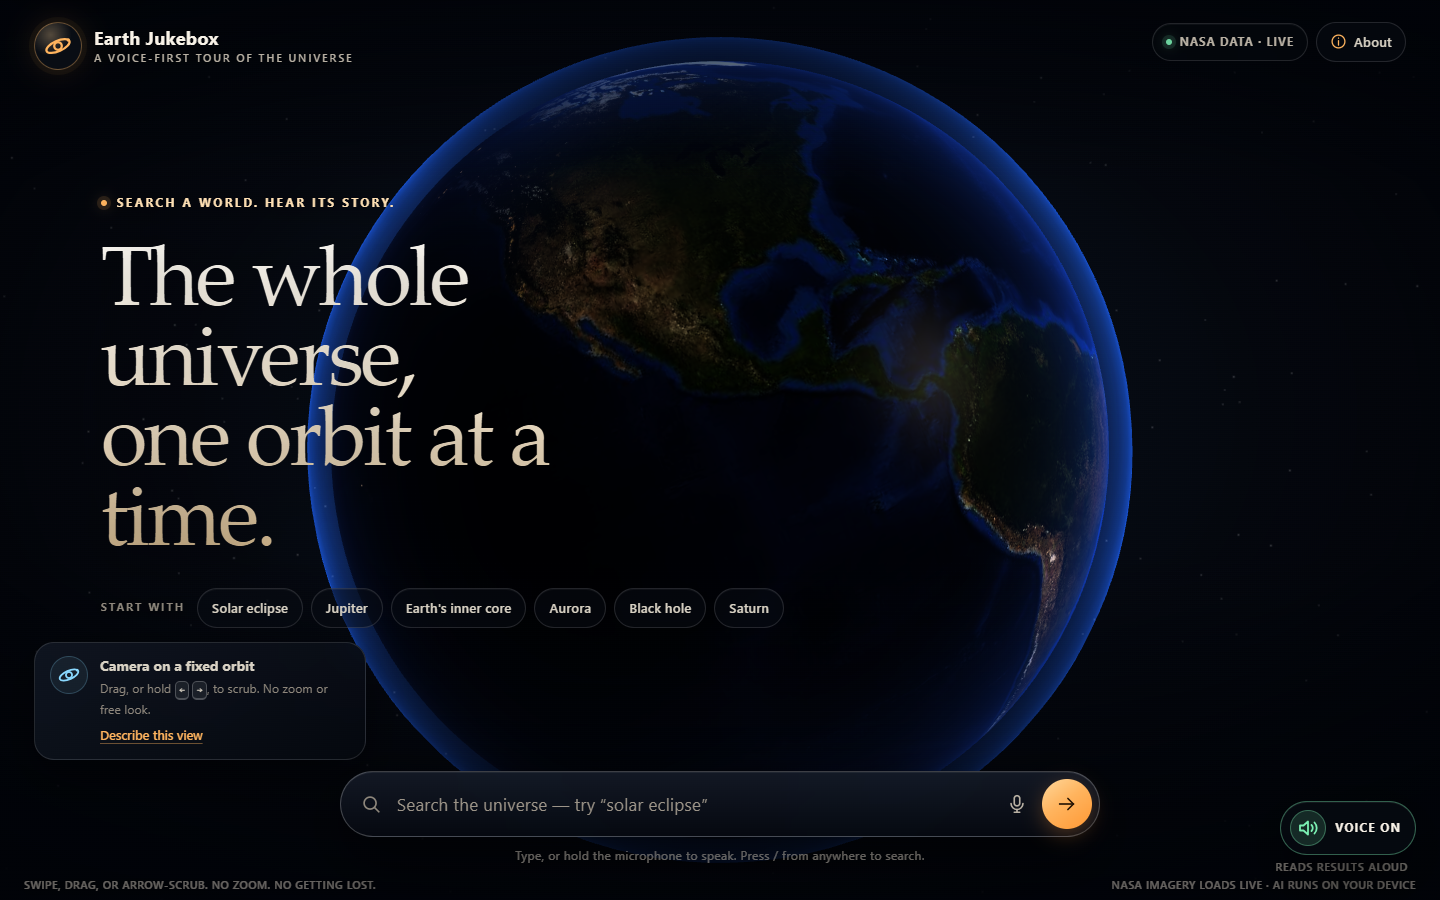 Earth Jukebox
A VOICE-FIRST TOUR OF THE UNIVERSE
NASA DATA · LIVE
About
SEARCH A WORLD. HEAR ITS STORY.
The whole
universe,
one orbit at a
time.
START WITH
Solar eclipse
Jupiter
Earth's inner core
Aurora
Black hole
Saturn
Camera on a fixed orbit
Drag, or hold ← →, to scrub. No zoom or
free look.
Describe this view
Search the universe — try “solar eclipse”
Type, or hold the microphone to speak. Press / from anywhere to search.
VOICE ON
READS RESULTS ALOUD
SWIPE, DRAG, OR ARROW-SCRUB. NO ZOOM. NO GETTING LOST.
NASA IMAGERY LOADS LIVE · AI RUNS ON YOUR DEVICE